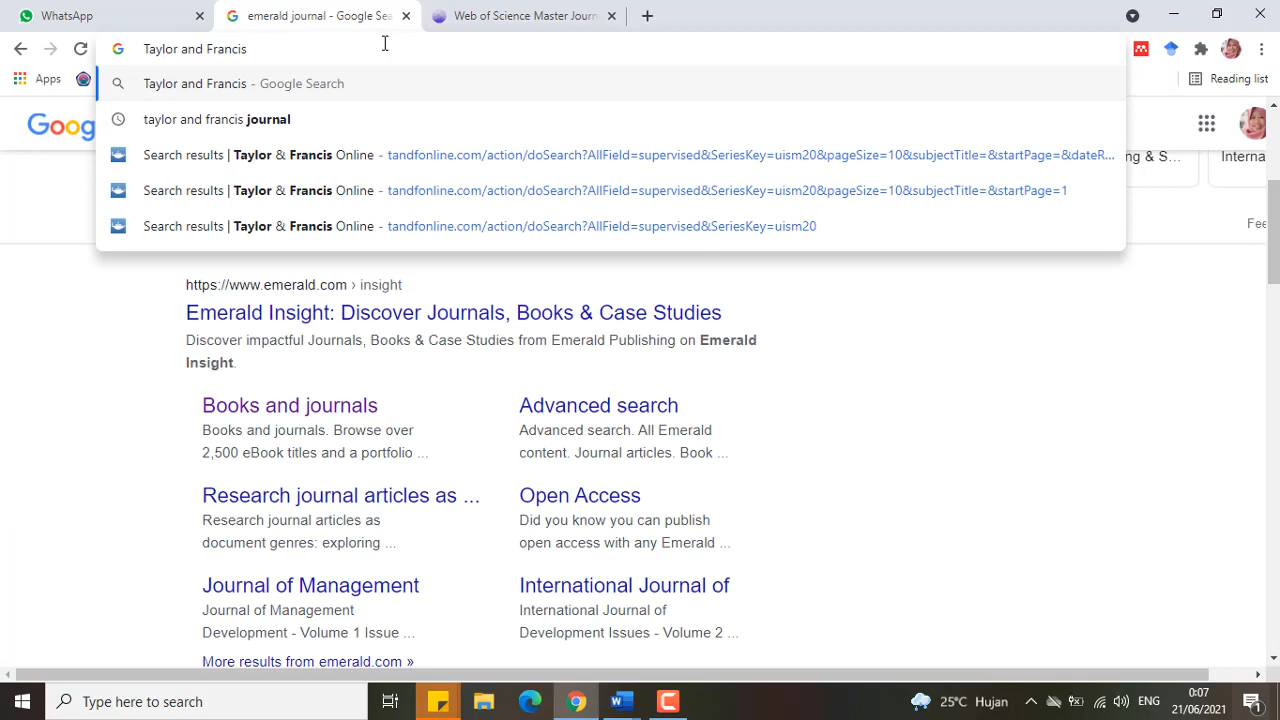 WhatsApp
emerald journal - Google Sea
Web of Science Master Journ
Taylor and Francis
Taylor and Francis - Google Search
taylor and francis journal
Search results | Taylor & Francis Online - tandfonline.com/action/doSearch?AllField=supervised&SeriesKey=uism20&pageSize=10&subjectTitle=&startPage=&dateR...
Search results | Taylor & Francis Online - tandfonline.com/action/doSearch?AllField=supervised&SeriesKey=uism20&pageSize=10&subjectTitle=&startPage=1
Search results | Taylor & Francis Online - tandfonline.com/action/doSearch?AllField=supervised&SeriesKey=uism20
Apps
Reading list
Goog
ng & S...
Interna
Fee
https://www.emerald.com › insight
Emerald Insight: Discover Journals, Books & Case Studies
Discover impactful Journals, Books & Case Studies from Emerald Publishing on Emerald
Insight.
Books and journals
Books and journals. Browse over
2,500 eBook titles and a portfolio ...
Advanced search
Advanced search. All Emerald
content. Journal articles. Book ...
Research journal articles as ...
Research journal articles as
document genres: exploring ...
Open Access
Did you know you can publish
open access with any Emerald ...
Journal of Management
Journal of Management
Development - Volume 1 Issue ...
International Journal of
International Journal of
Development Issues - Volume 2 ...
More results from emerald.com »
Type here to search
25°C Hujan
ENG
0:07
21/06/2021
1